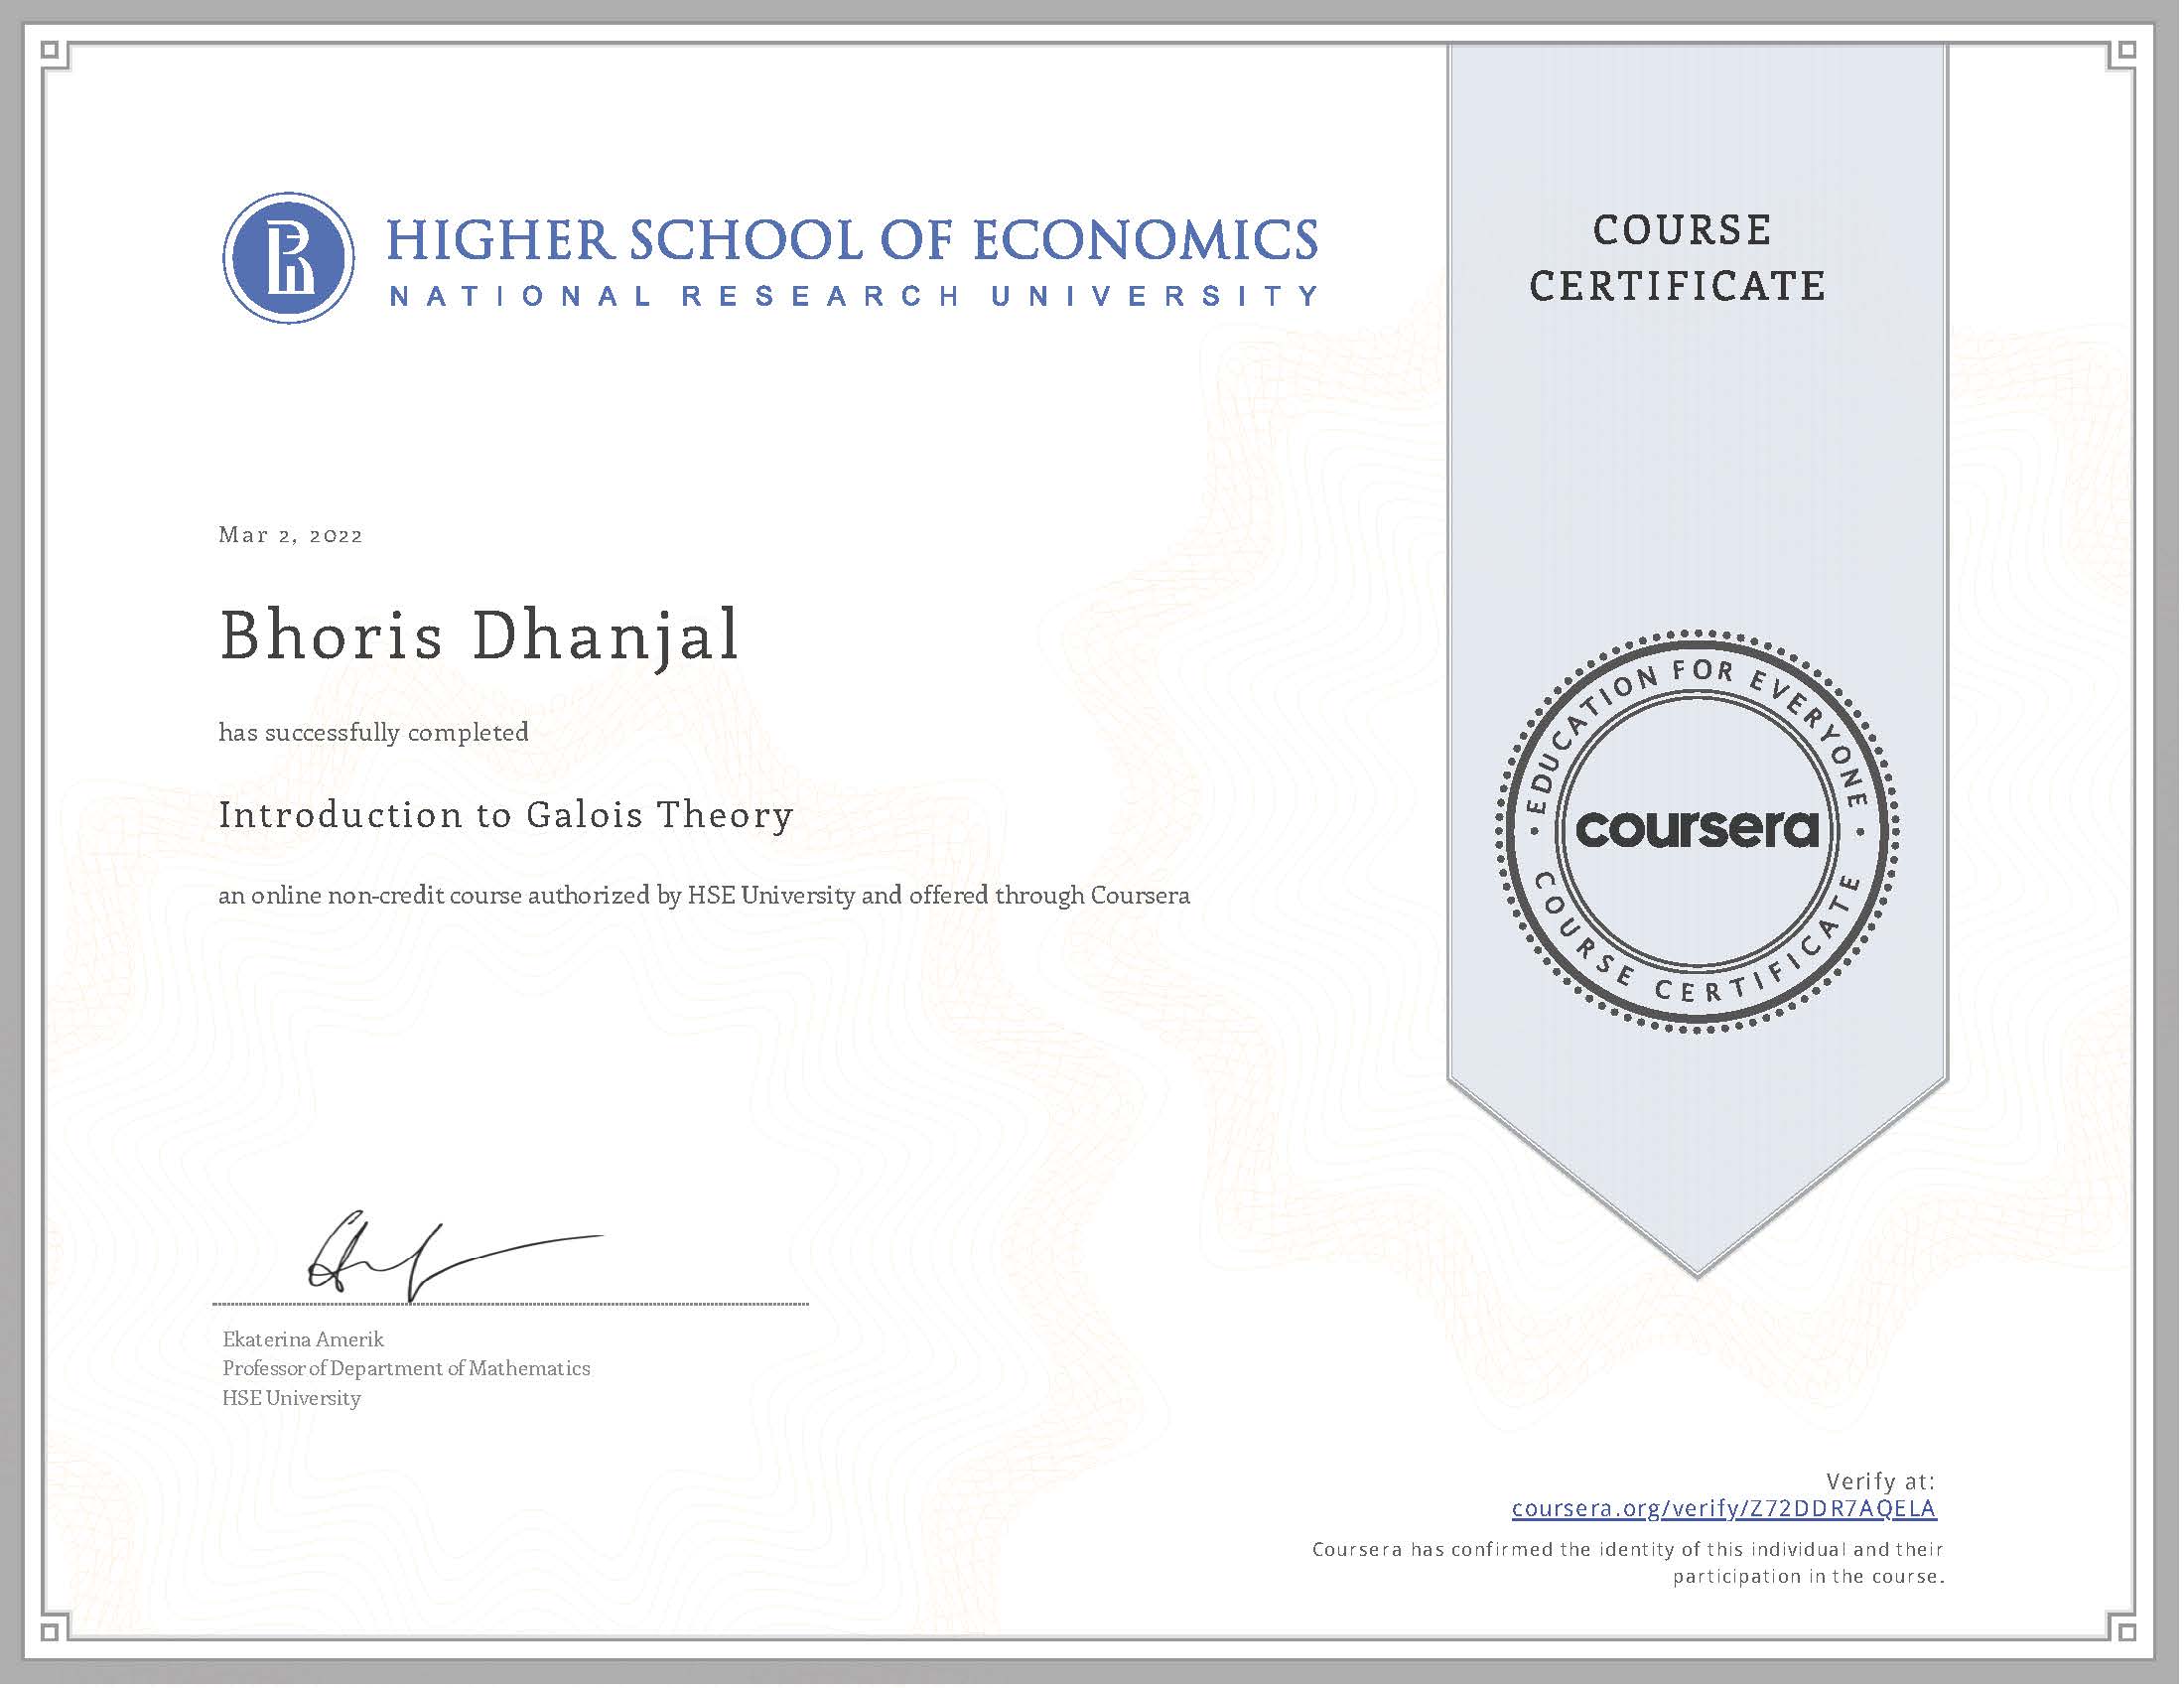 HIGHER SCHOOL OF ECONOMICS
NATIONAL RESEARCH UNIVERSITY
COURSE
CERTIFICATE
Mar 2, 2022
Bhoris Dhanjal
has successfully completed
Introduction to Galois Theory
an online non-credit course authorized by HSE University and offered through Coursera
EDUCATION FOR EVERYONE
coursera
COURSE CERTIFICATE
Ekaterina Amerik
Professor of Department of Mathematics
HSE University
Verify at:
coursera.org/verify/Z72DDR7AQELA
Coursera has confirmed the identity of this individual and their
participation in the course.